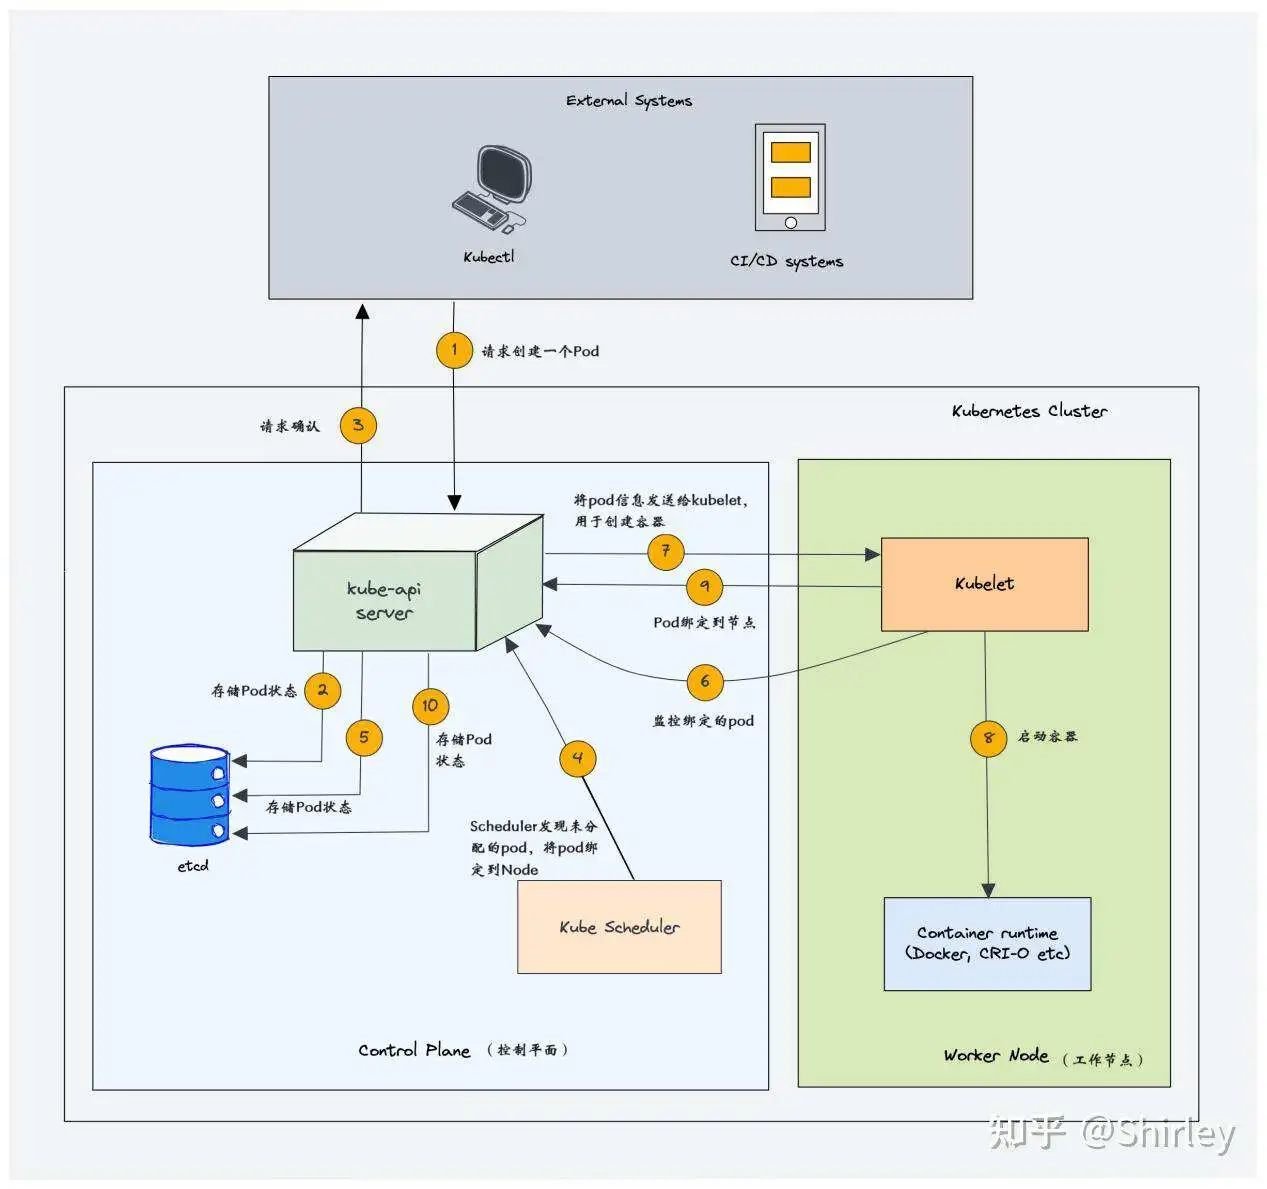 External Systems
Kubectl
CI/CD systems
1
请求创建一个Pod
3
请求确认
Kubernetes Cluster
将pod信息发送给kubelet,
用于创建容器
7
kube-api
server
9
Pod绑定到节点
Kubelet
6
监控绑定的pod
存储Pod状态
2
5
10
存储Pod
状态
存储Pod状态
4
8
启动容器
etcd
Scheduler发现未分
配的pod，将pod绑
定到Node
Kube Scheduler
Container runtime
(Docker, CRI-O etc)
Control Plane （控制平面）
Worker Node （工作节点）
知乎 @Shirley